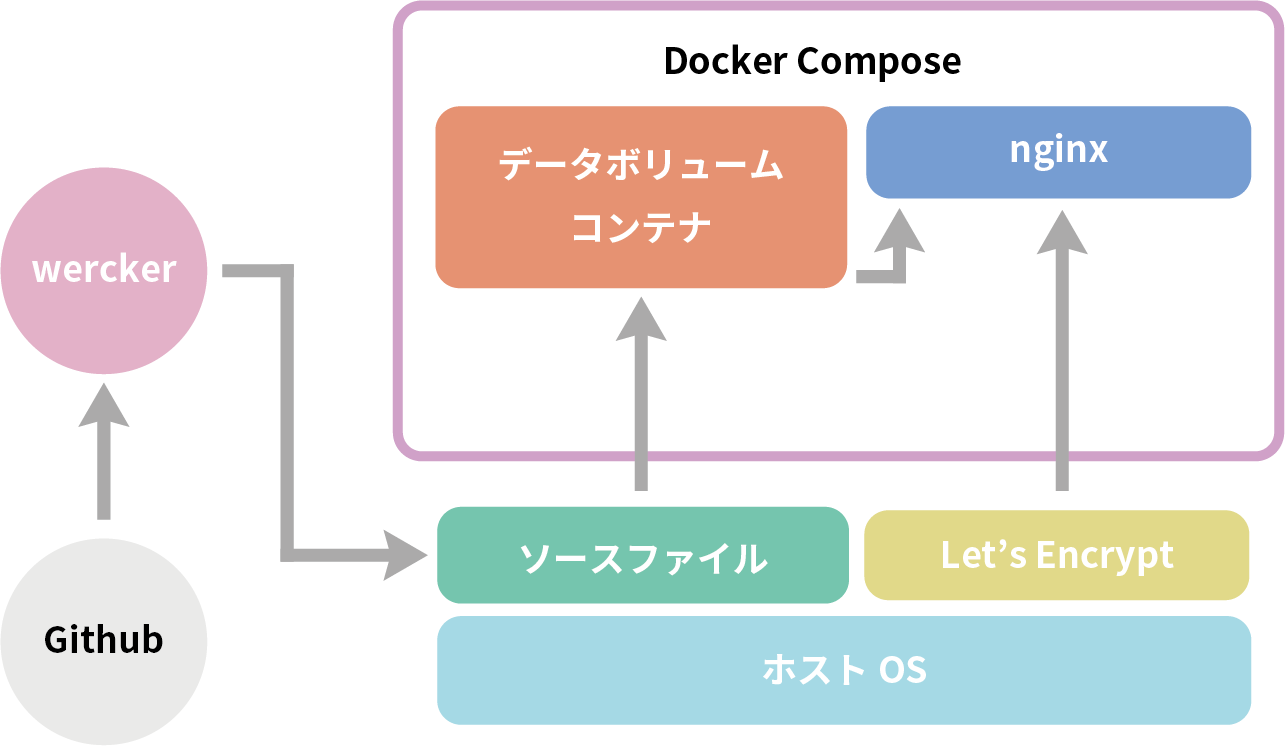 Docker Compose
データボリューム
コンテナ
nginx
wercker
ソースファイル
Let’s Encrypt
Github
ホスト OS